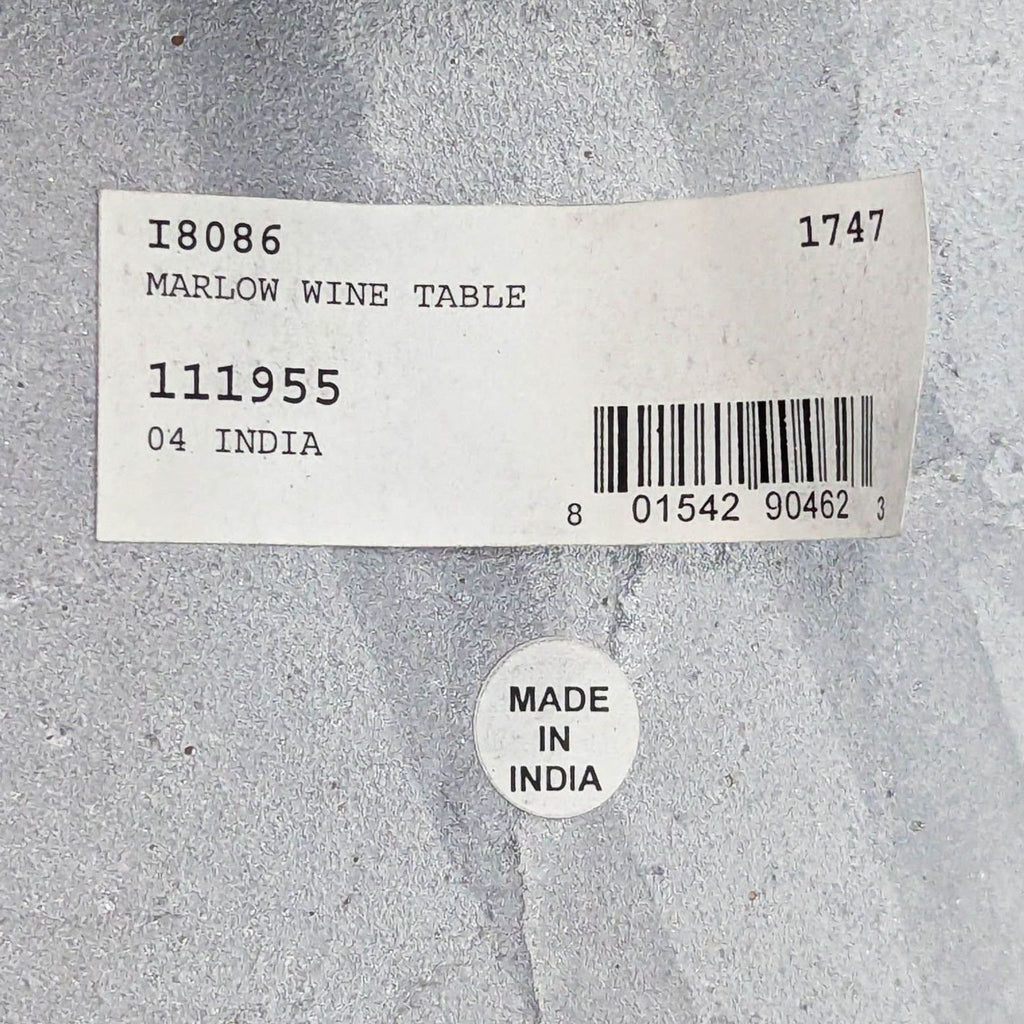 I8086 1747
MARLOW WINE TABLE
111955
04 INDIA
8 01542 90462 3
MADE
IN
INDIA